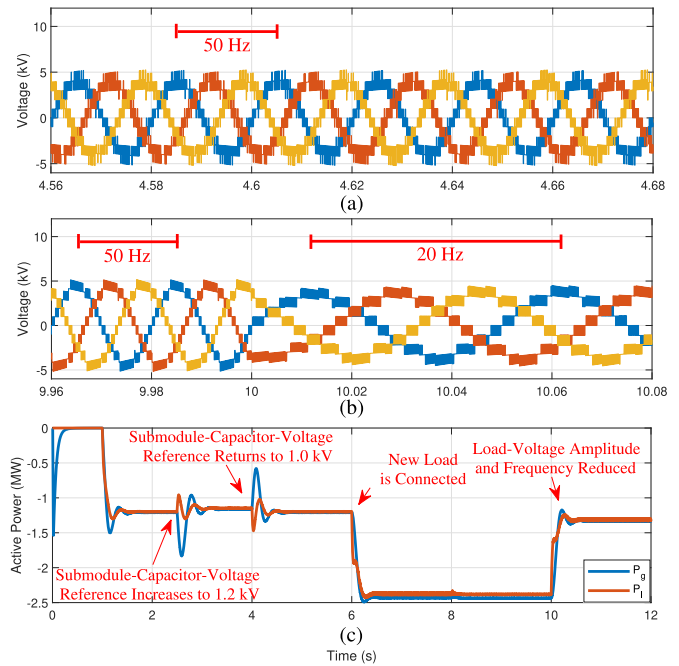 10
5
0
-5
Voltage (kV)
50 Hz
4.56
4.58
4.6
4.62
4.64
4.66
4.68
(a)
10
5
0
-5
Voltage (kV)
50 Hz
20 Hz
9.96
9.98
10
10.02
10.04
10.06
10.08
(b)
0
-0.5
-1
-1.5
-2
-2.5
Active Power (MW)
Submodule-Capacitor-Voltage
Reference Returns to 1.0 kV
New Load
is Connected
Load-Voltage Amplitude
and Frequency Reduced
Submodule-Capacitor-Voltage
Reference Increases to 1.2 kV
Pg
Pl
0
2
4
6
8
10
12
(c)
Time (s)